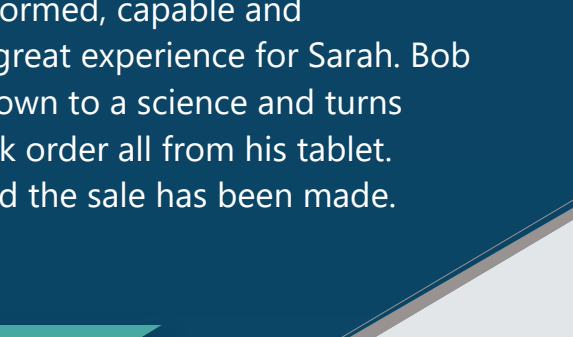 ormed, capable and
great experience for Sarah. Bob
own to a science and turns
k order all from his tablet.
d the sale has been made.